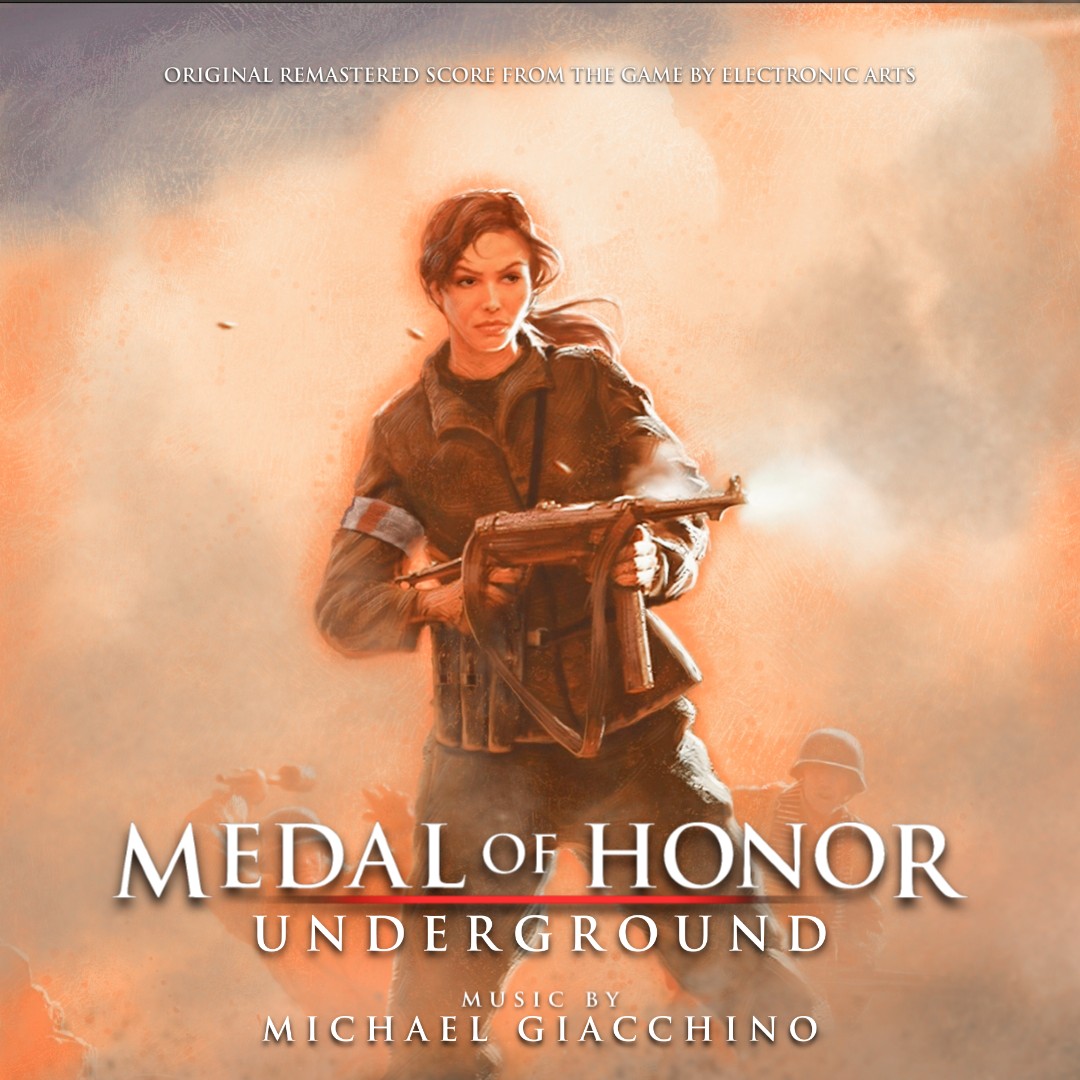 ORIGINAL REMASTERED SCORE FROM THE GAME BY ELECTRONIC ARTS
MEDAL OF HONOR
UNDERGROUND
MUSIC BY
MICHAEL GIACCHINO